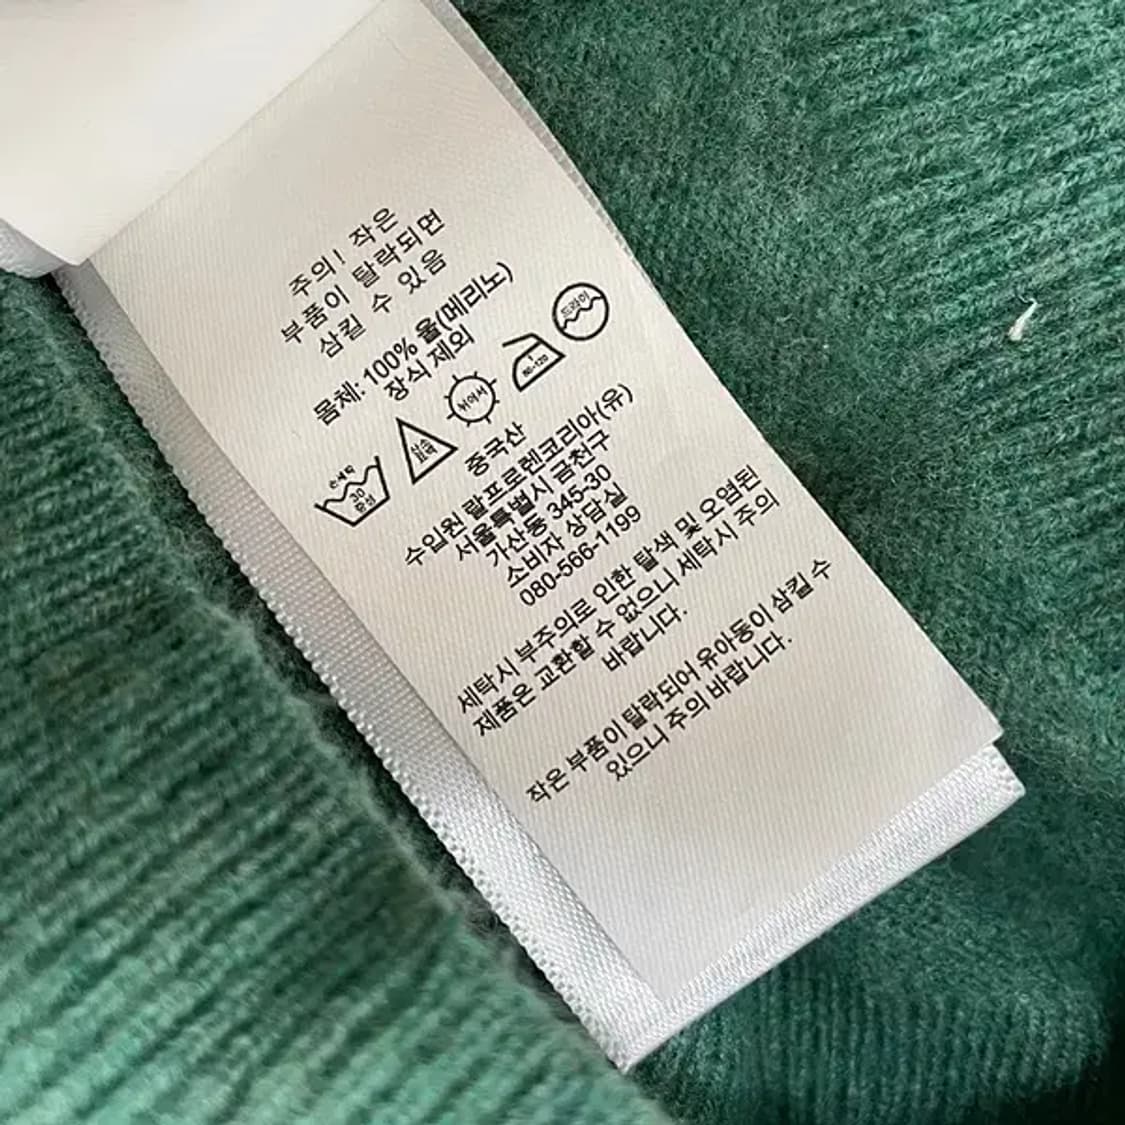 주의! 작은
부품이 탈락되면
삼킬 수 있음
몸체: 100% 울(메리노)
장식 제외
손세탁
30
중성
산소
표백
뉘어서
80-120
드라이
중국산
수입원 랄프로렌코리아(유)
서울특별시 금천구
가산동 345-30
소비자 상담실
080-566-1199
세탁시 부주의로 인한 탈색 및 오염된
제품은 교환할 수 없으니 세탁시 주의
바랍니다.
작은 부품이 탈락되어 유아동이 삼킬 수
있으니 주의 바랍니다.